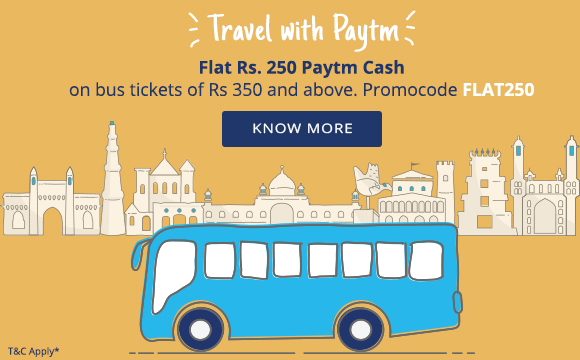 Travel with Paytm
Flat Rs. 250 Paytm Cash
on bus tickets of Rs 350 and above. Promocode FLAT250
KNOW MORE
T&C Apply*